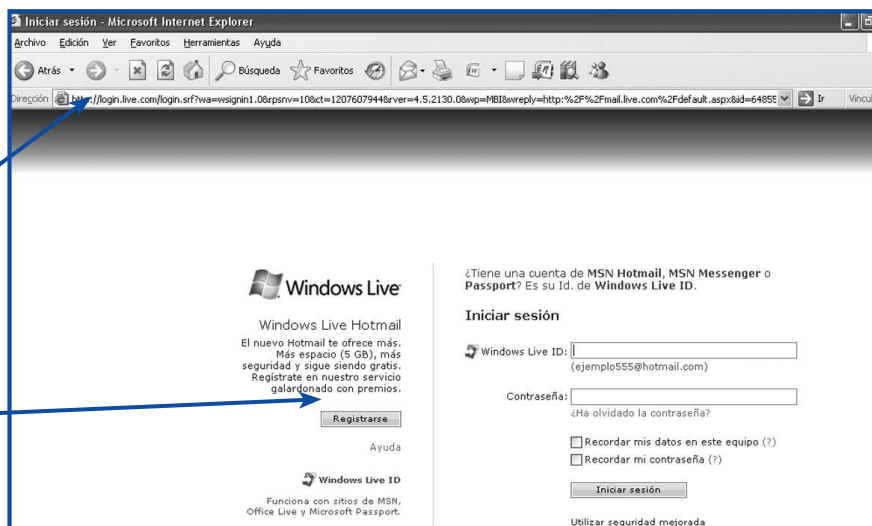 Iniciar sesión - Microsoft Internet Explorer
Archivo Edición Ver Favoritos Herramientas Ayuda
Atrás Búsqueda Favoritos
Dirección http://login.live.com/login.srf?wa=wsignin1.0&rpsnv=10&ct=1207607944&rver=4.5.2130.0&wp=MBI&wreply=http:%2F%2Fmail.live.com%2Fdefault.aspx&id=64855 Ir Víncul
Windows Live
Windows Live Hotmail
El nuevo Hotmail te ofrece más.
Más espacio (5 GB), más
seguridad y sigue siendo gratis.
Regístrate en nuestro servicio
galardonado con premios.
Registrarse
Ayuda
Windows Live ID
Funciona con sitios de MSN,
Office Live y Microsoft Passport.
¿Tiene una cuenta de MSN Hotmail, MSN Messenger o
Passport? Es su Id. de Windows Live ID.
Iniciar sesión
Windows Live ID:
(ejemplo555@hotmail.com)
Contraseña:
¿Ha olvidado la contraseña?
Recordar mis datos en este equipo (?)
Recordar mi contraseña (?)
Iniciar sesión
Utilizar seguridad mejorada